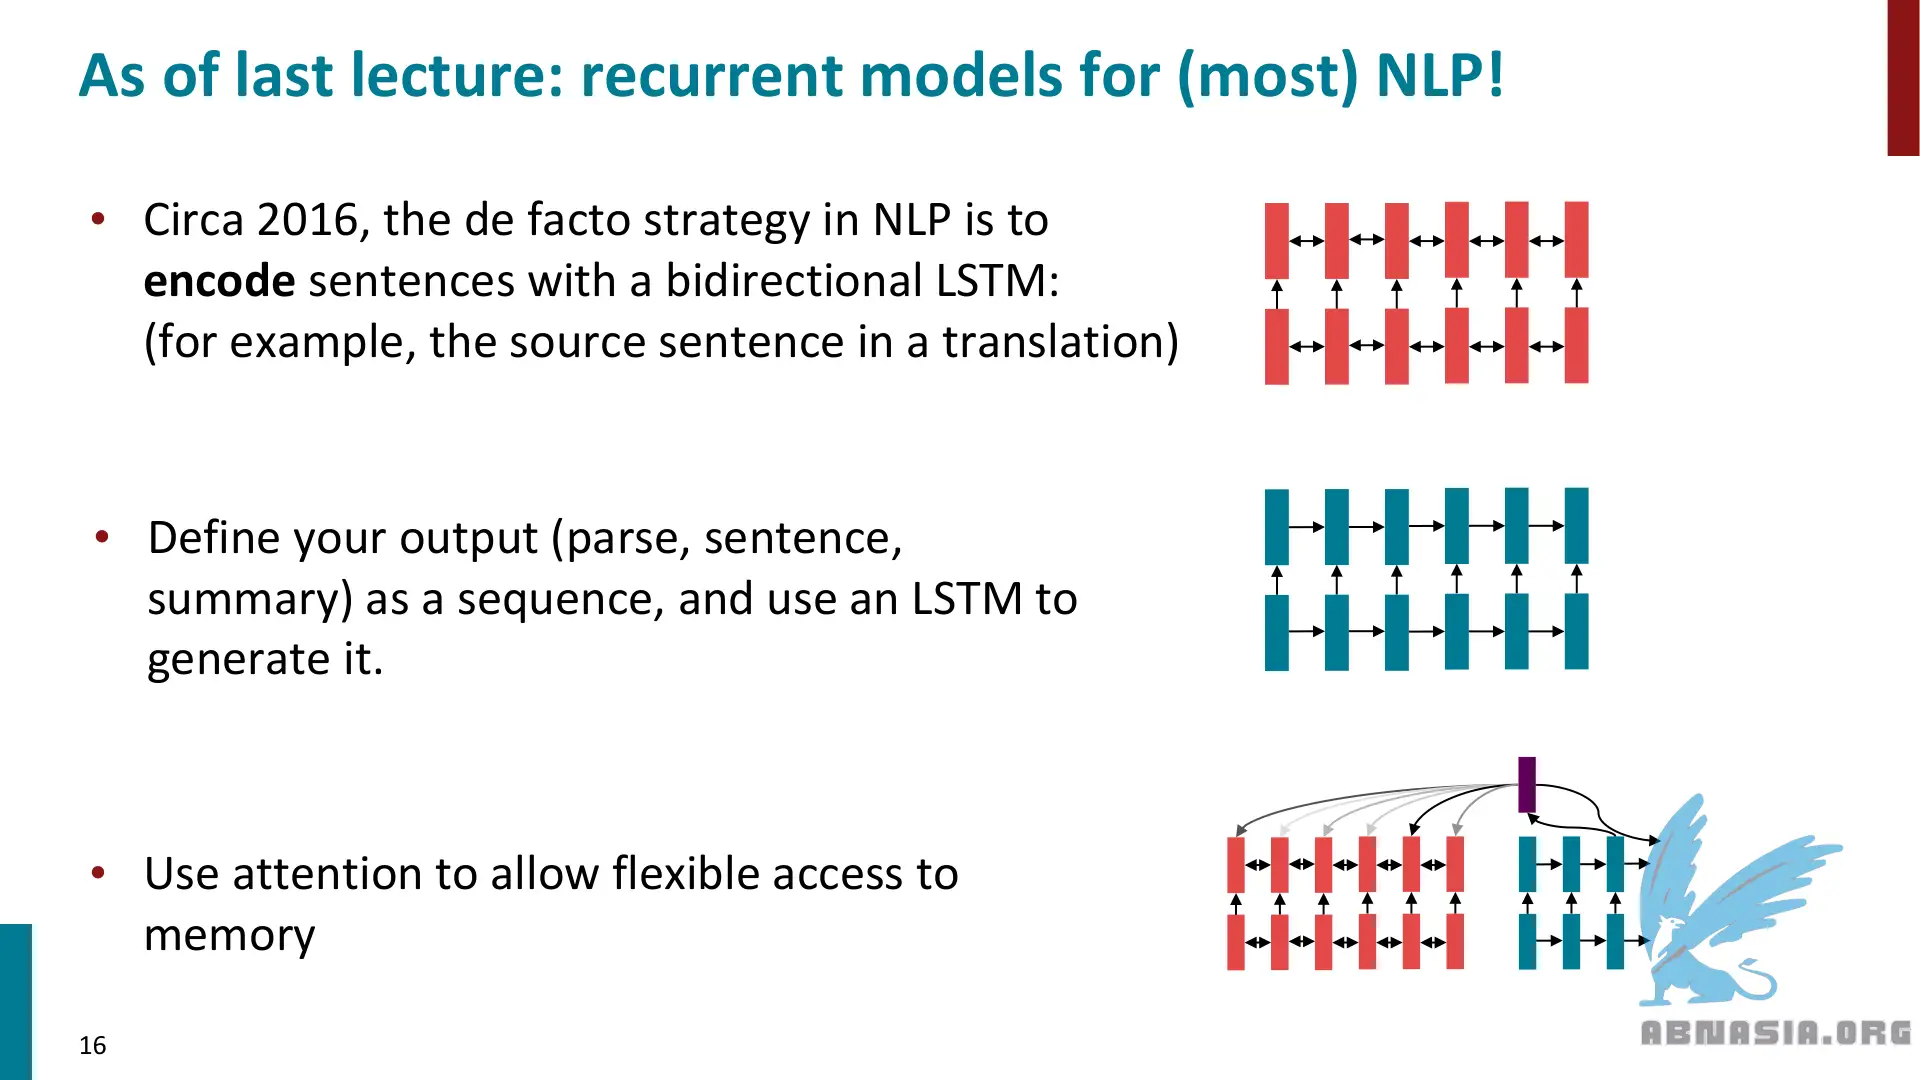 As of last lecture: recurrent models for (most) NLP!
• Circa 2016, the de facto strategy in NLP is to
encode sentences with a bidirectional LSTM:
(for example, the source sentence in a translation)
• Define your output (parse, sentence,
summary) as a sequence, and use an LSTM to
generate it.
• Use attention to allow flexible access to
memory
16
ABNASIA.ORG